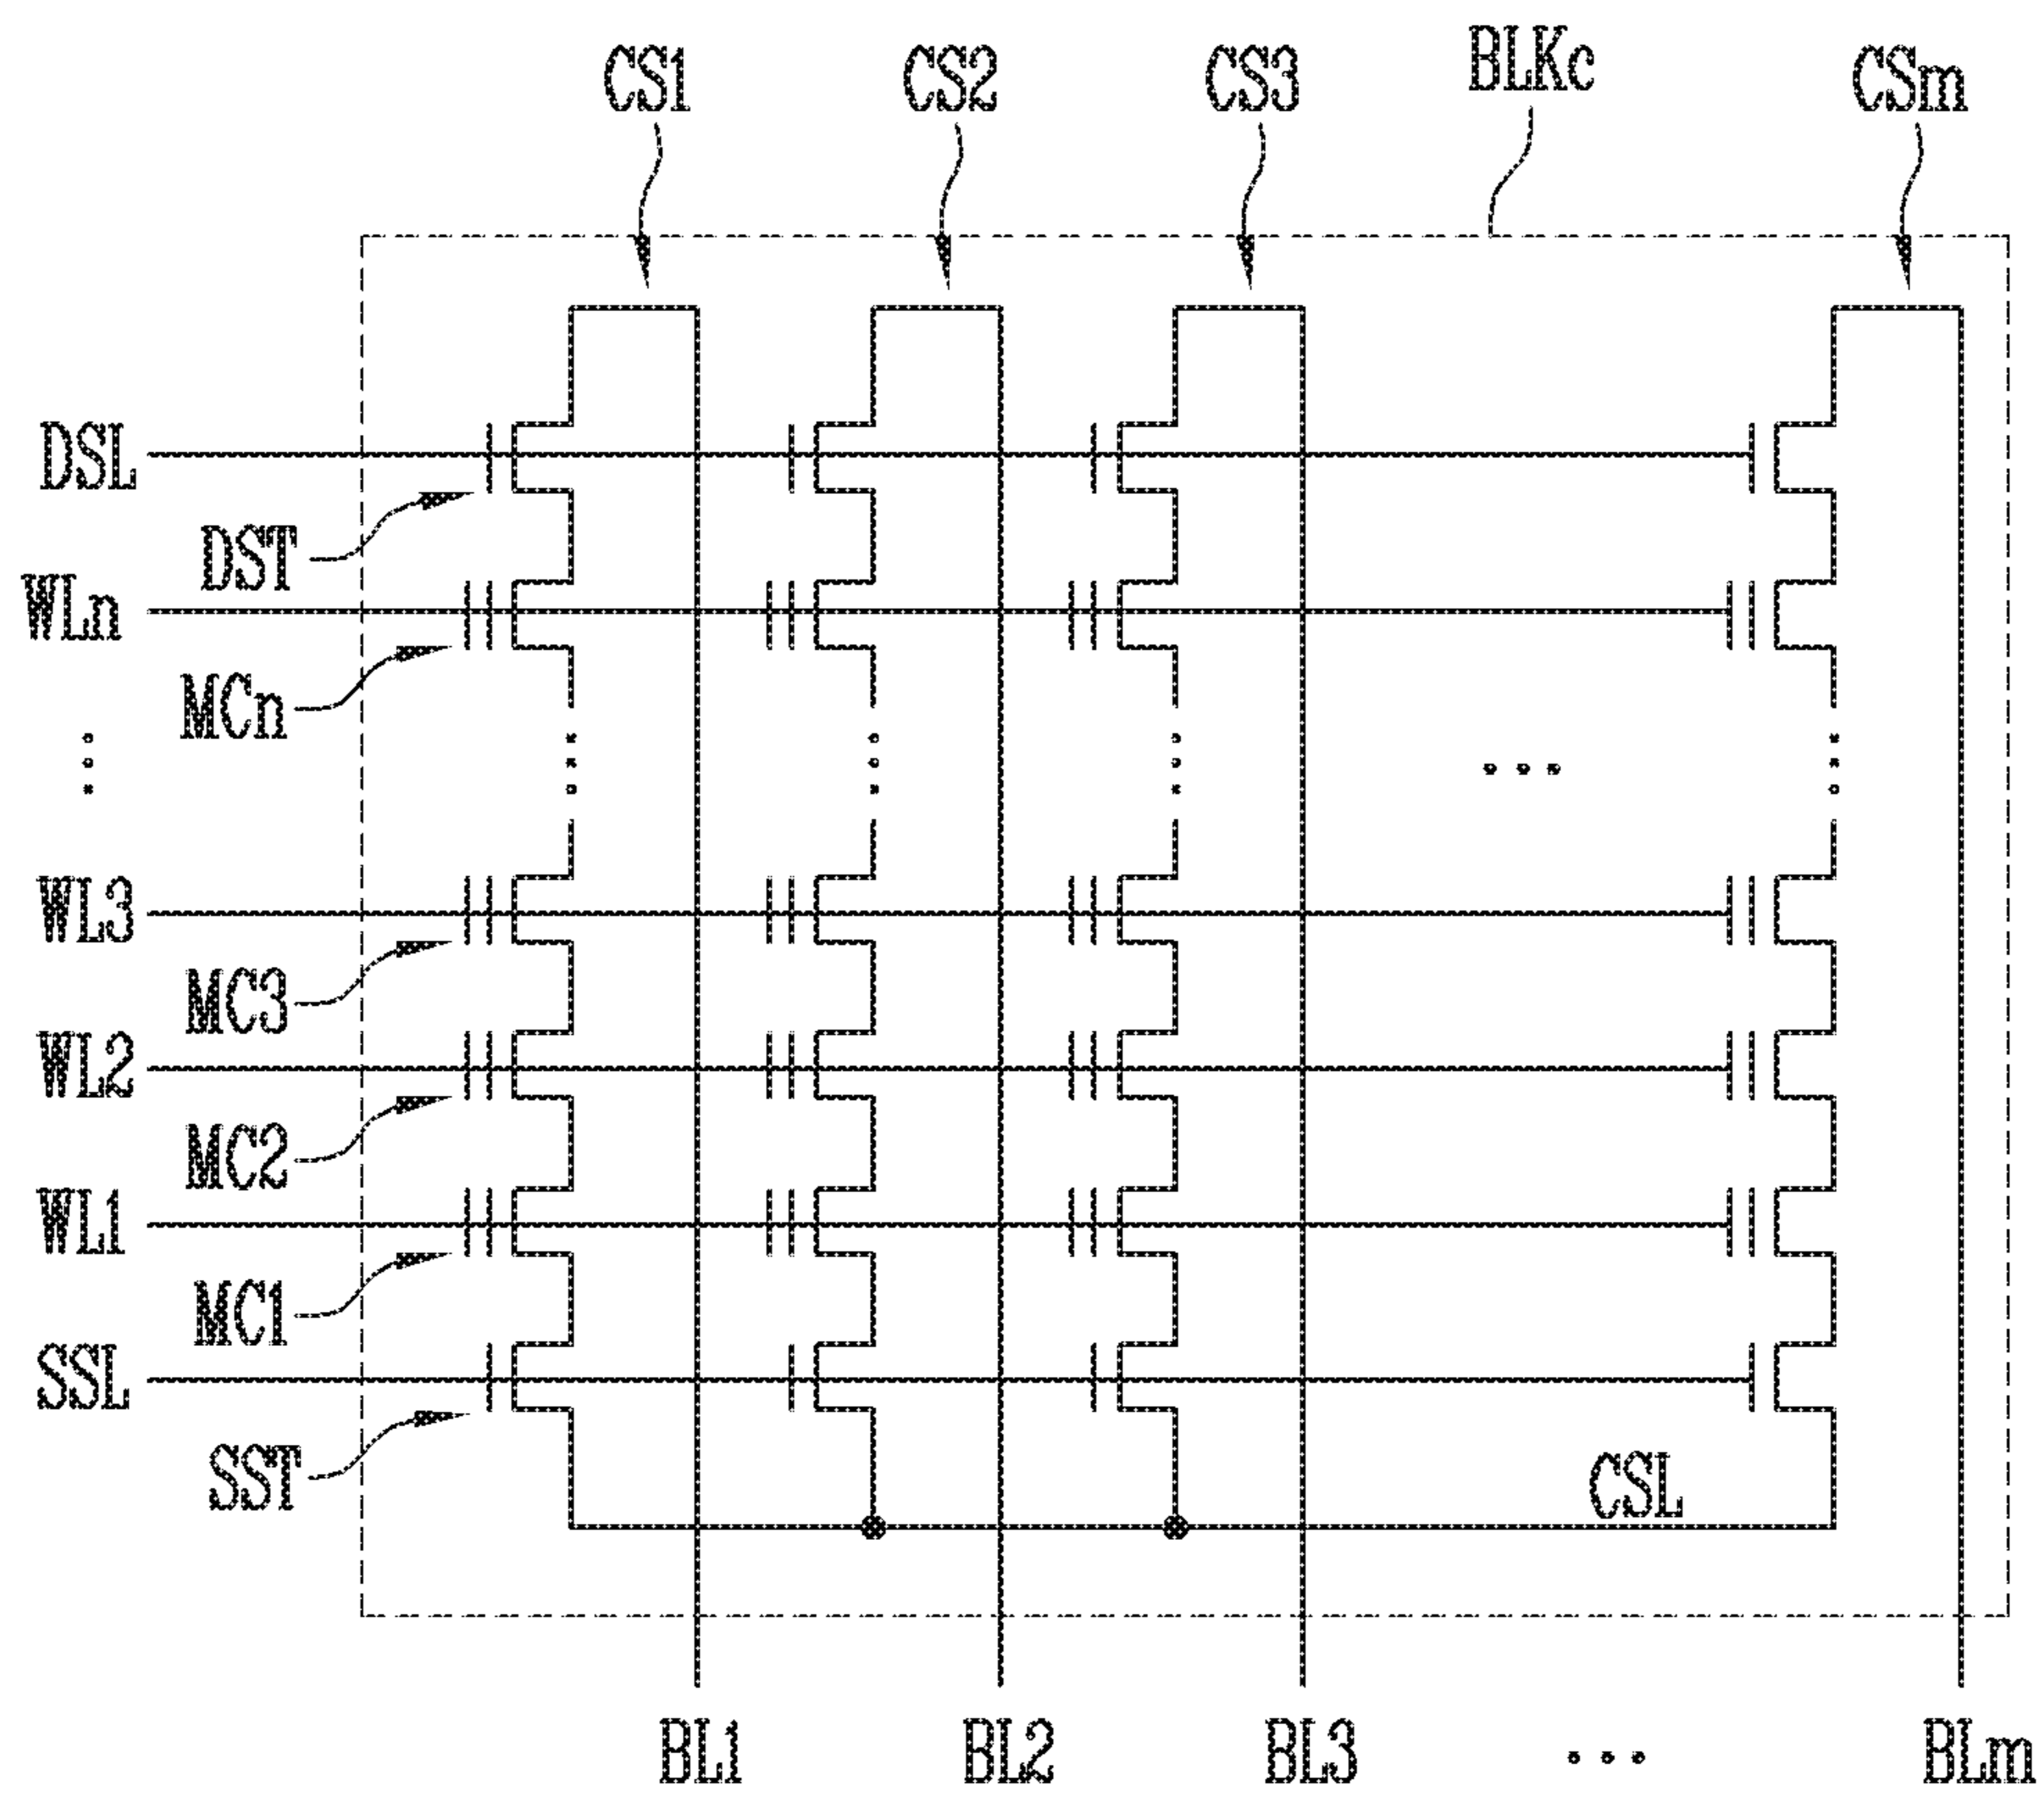 CS1 CS2 CS3 BLKc CSm
DSL
DST
WLn
MCn
WL3
MC3
WL2
MC2
WL1
MC1
SSL
SST
CSL
BL1 BL2 BL3 ... BLm